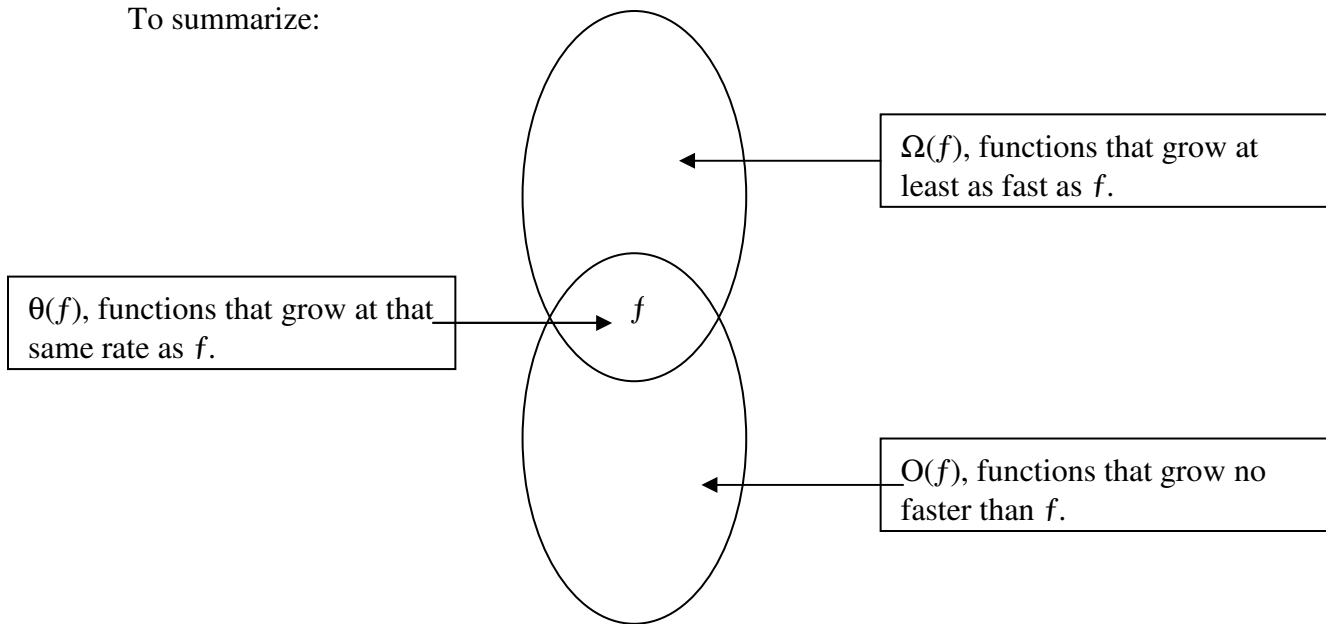 To summarize:
Ω(f), functions that grow at
least as fast as f.
θ(f), functions that grow at that
same rate as f.
f
O(f), functions that grow no
faster than f.